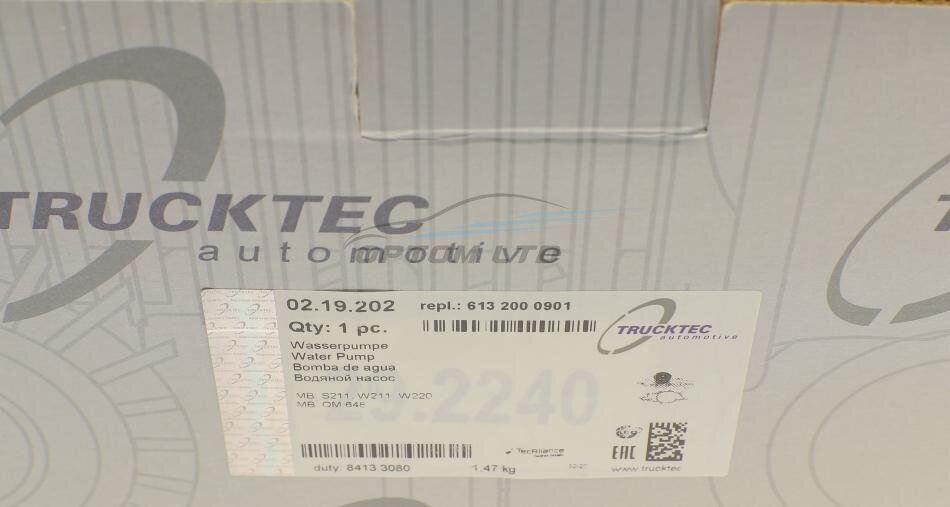 TRUCKTEC
automotive
02.19.202 repl.: 613 200 0901
Qty: 1 pc.
TRUCKTEC
automotive
Wasserpumpe
Water Pump
Bomba de agua
Водяной насос
MB: S211, W211, W220
MB: OM 648
.2240
TecAlliance
EAC
duty: 8413 3080 1.47 kg
www.trucktec